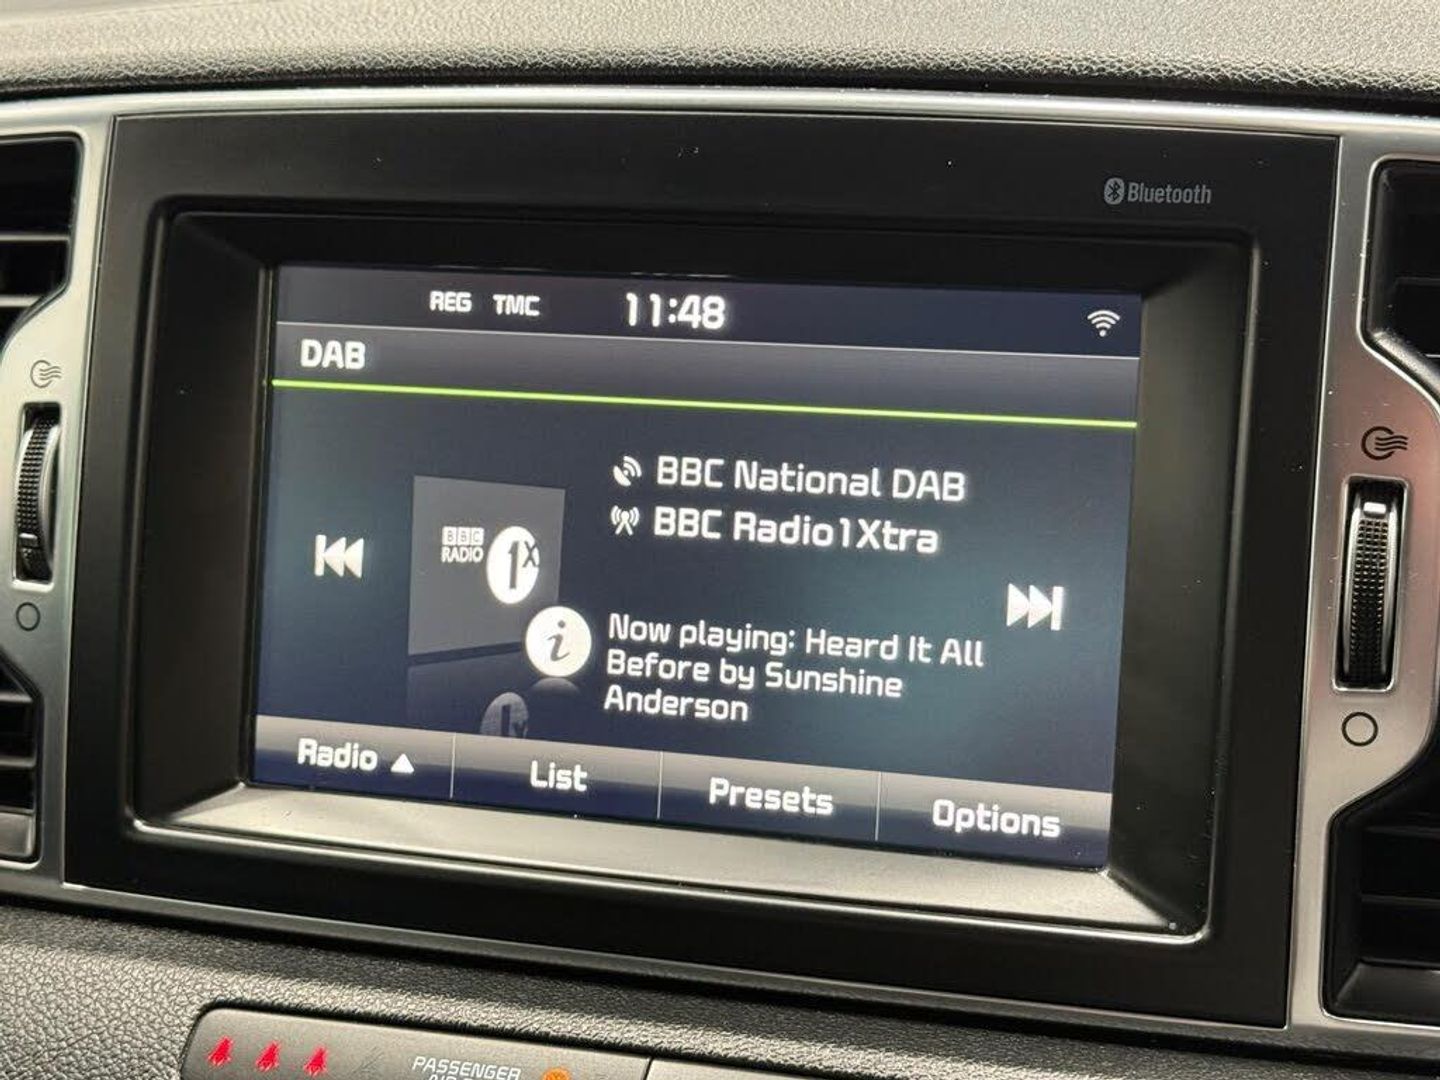 Bluetooth
REG TMC 11:48
DAB
BBC National DAB
BBC Radio1Xtra
BBC
RADIO
1X
i
Now playing: Heard It All
Before by Sunshine
Anderson
Radio ▲
List
Presets
Options
PASSENGER